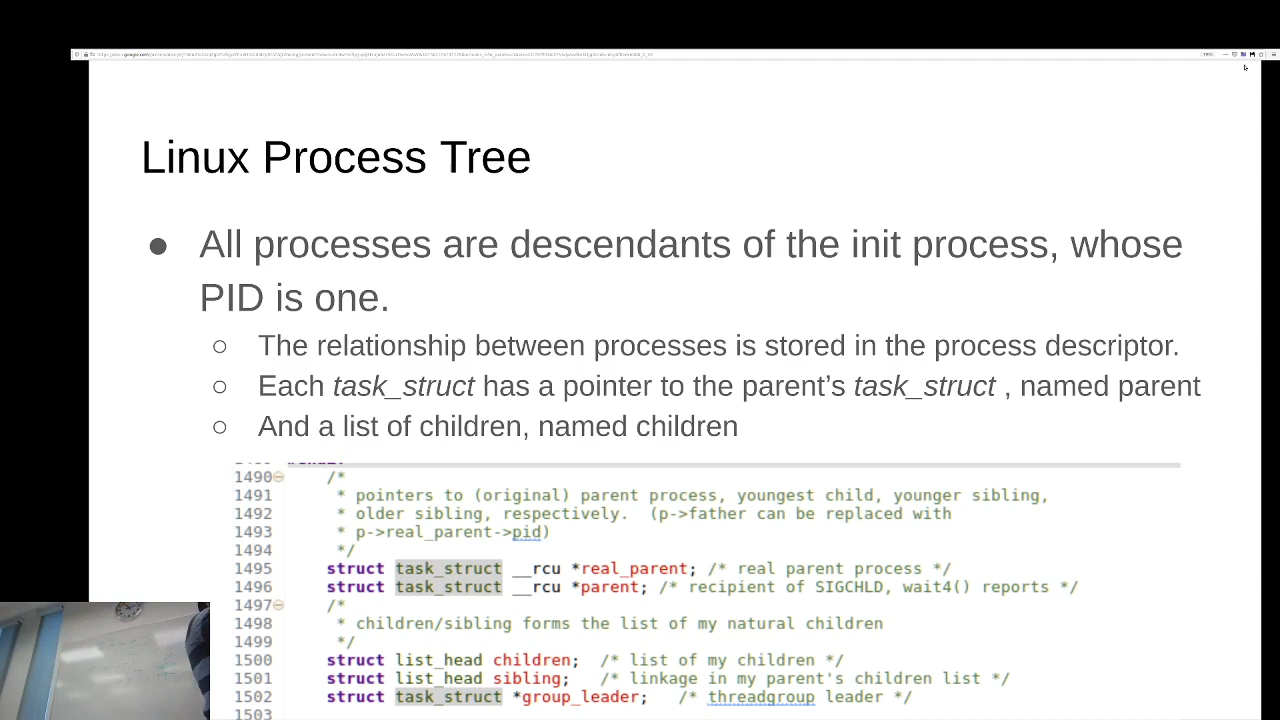 Linux Process Tree
● All processes are descendants of the init process, whose
PID is one.
○ The relationship between processes is stored in the process descriptor.
○ Each task_struct has a pointer to the parent’s task_struct , named parent
○ And a list of children, named children
1490 /*
1491 * pointers to (original) parent process, youngest child, younger sibling,
1492 * older sibling, respectively. (p->father can be replaced with
1493 * p->real_parent->pid)
1494 */
1495 struct task_struct __rcu *real_parent; /* real parent process */
1496 struct task_struct __rcu *parent; /* recipient of SIGCHLD, wait4() reports */
1497 /*
1498 * children/sibling forms the list of my natural children
1499 */
1500 struct list_head children; /* list of my children */
1501 struct list_head sibling; /* linkage in my parent's children list */
1502 struct task_struct *group_leader; /* threadgroup leader */
1503